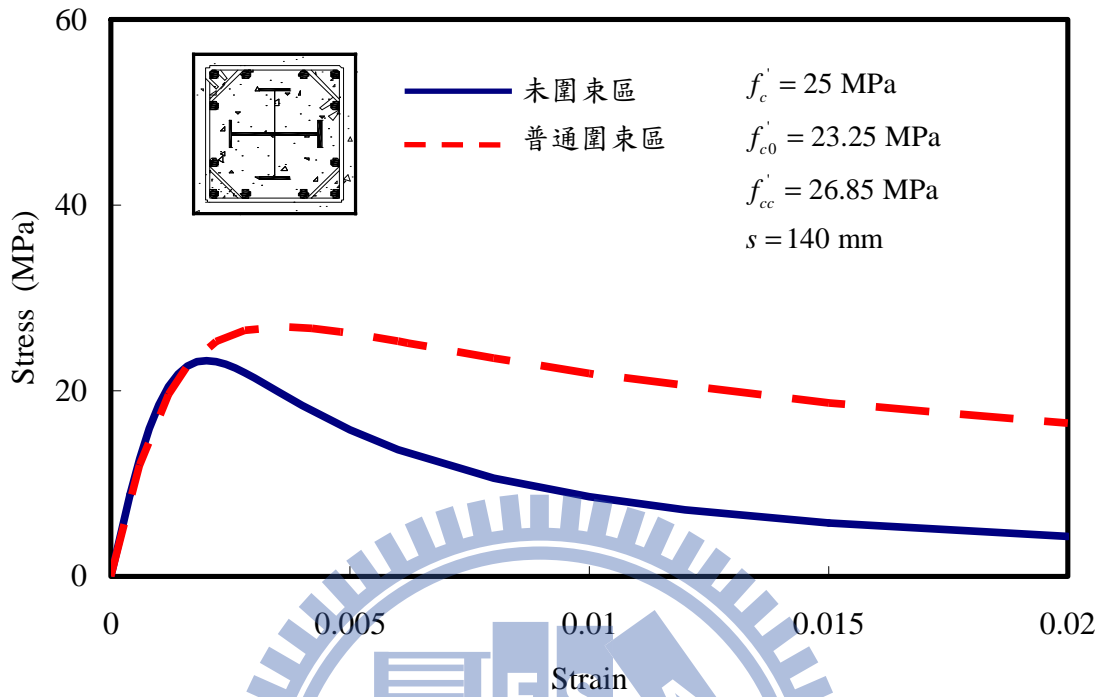 60
未圍束區
普通圍束區
f'c = 25 MPa
f'c0 = 23.25 MPa
f'cc = 26.85 MPa
s = 140 mm
40
Stress (MPa)
20
0
0
0.005
0.01
0.015
0.02
Strain